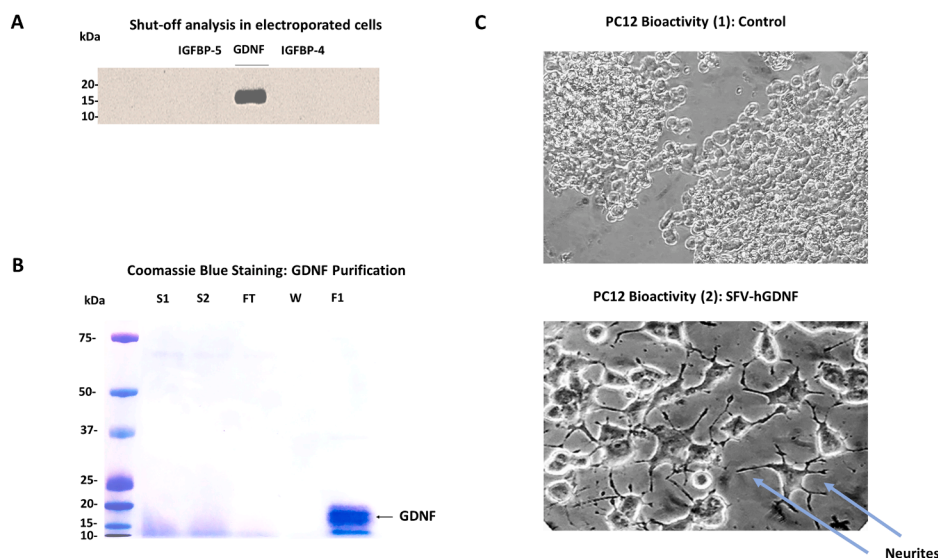 A
Shut-off analysis in electroporated cells
kDa
IGFBP-5 GDNF IGFBP-4
20-
15-
10-
B
Coomassie Blue Staining: GDNF Purification
kDa
S1 S2 FT W F1
75-
50-
37-
25-
20-
15-
10-
GDNF
C
PC12 Bioactivity (1): Control
PC12 Bioactivity (2): SFV-hGDNF
Neurites